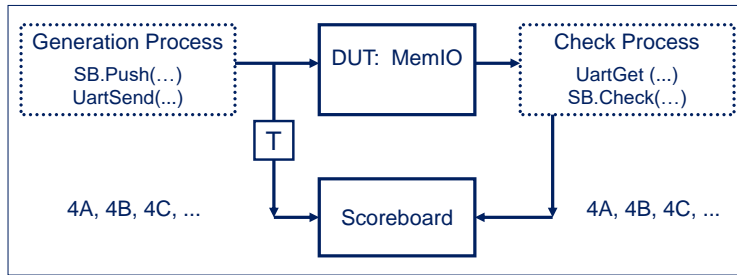 Generation Process
SB.Push(…)
UartSend(...)
DUT: MemIO
Check Process
UartGet (...)
SB.Check(…)
T
4A, 4B, 4C, ...
Scoreboard
4A, 4B, 4C, ...